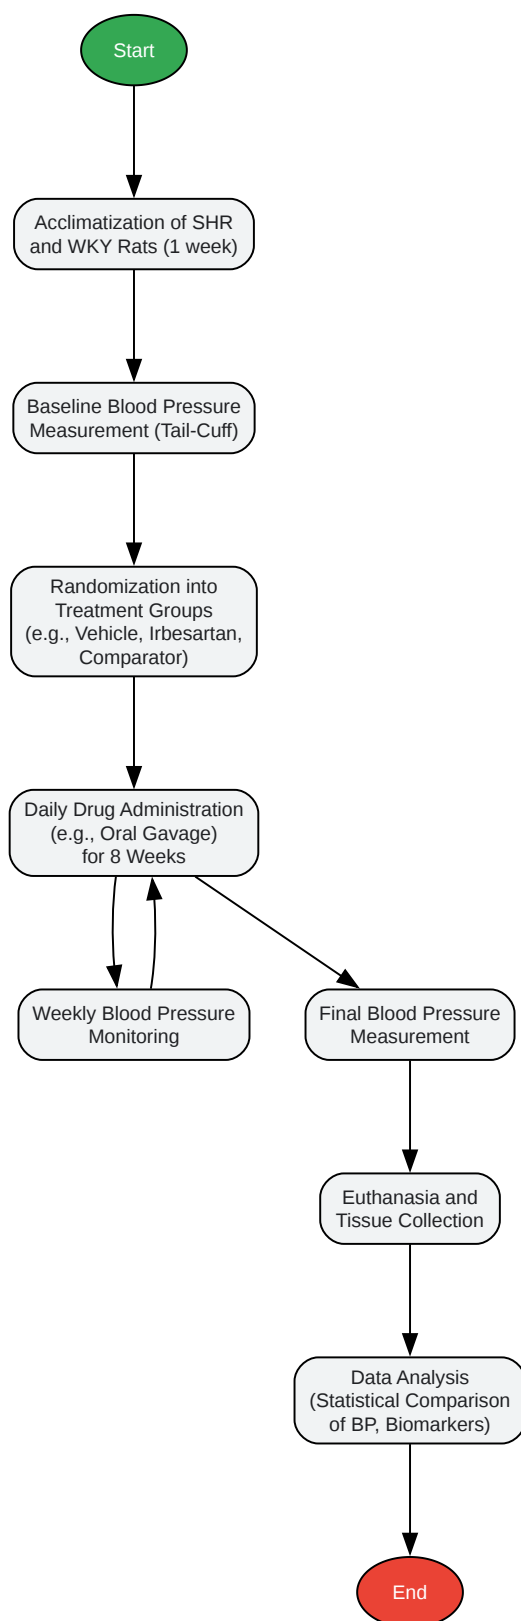 Start
Acclimatization of SHR
and WKY Rats (1 week)
Baseline Blood Pressure
Measurement (Tail-Cuff)
Randomization into
Treatment Groups
(e.g., Vehicle, Irbesartan,
Comparator)
Daily Drug Administration
(e.g., Oral Gavage)
for 8 Weeks
Weekly Blood Pressure
Monitoring
Final Blood Pressure
Measurement
Euthanasia and
Tissue Collection
Data Analysis
(Statistical Comparison
of BP, Biomarkers)
End